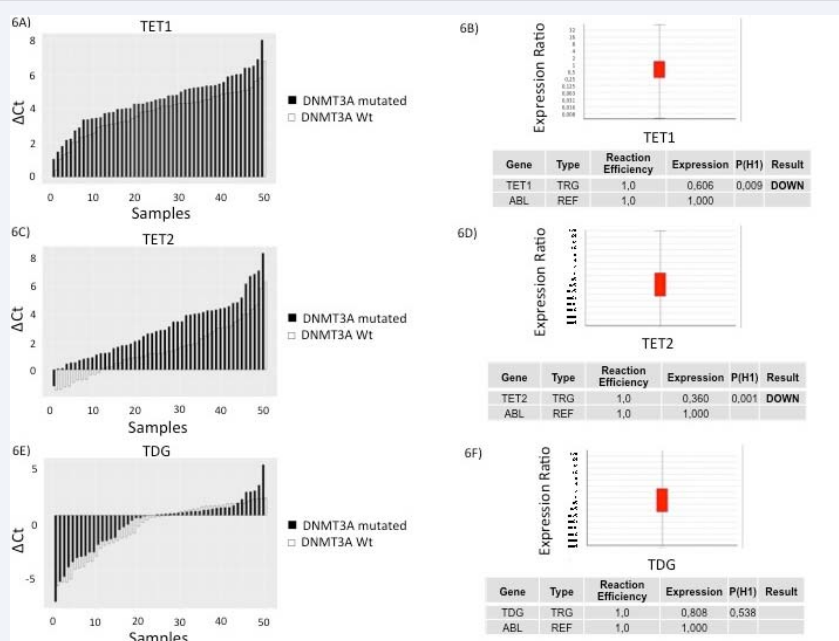 6A)
TET1
8
6
4
2
0
ΔCt
0 10 20 30 40 50
Samples
DNMT3A mutated
DNMT3A Wt
6B)
Expression Ratio
TET1
Gene Type Reaction Efficiency Expression P(H1) Result
TET1 TRG 1,0 0,606 0,009 DOWN
ABL REF 1,0 1,000
6C)
TET2
8
6
4
2
0
ΔCt
0 10 20 30 40 50
Samples
DNMT3A mutated
DNMT3A Wt
6D)
Expression Ratio
TET2
Gene Type Reaction Efficiency Expression P(H1) Result
TET2 TRG 1,0 0,360 0,001 DOWN
ABL REF 1,0 1,000
6E)
TDG
5
0
-5
ΔCt
0 10 20 30 40 50
Samples
DNMT3A mutated
DNMT3A Wt
6F)
Expression Ratio
TDG
Gene Type Reaction Efficiency Expression P(H1) Result
TDG TRG 1,0 0,808 0,538
ABL REF 1,0 1,000